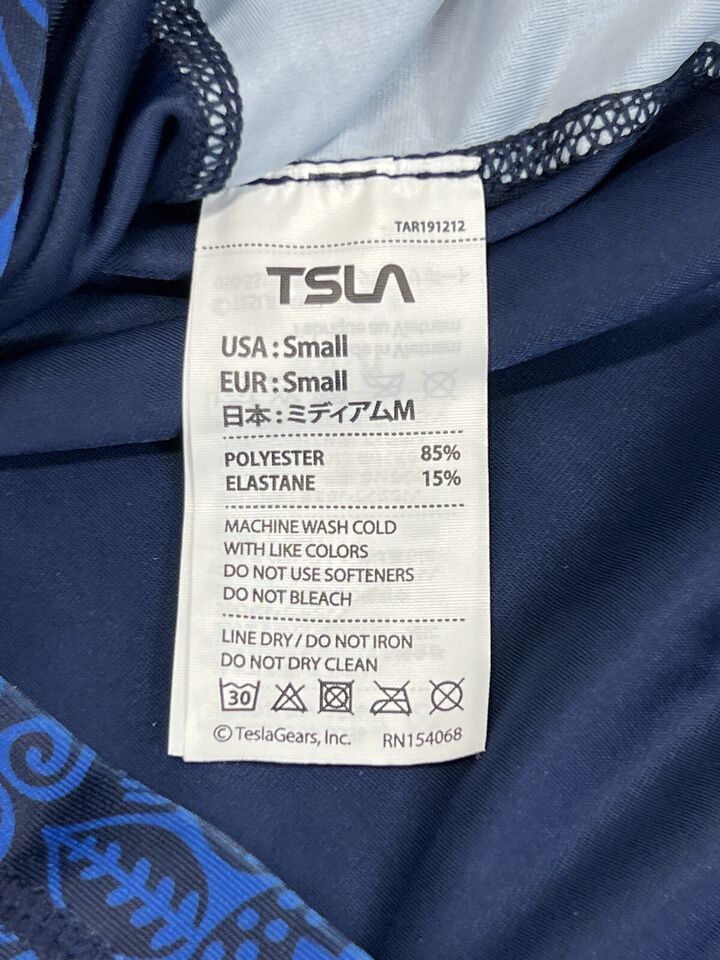 TAR191212
TSLA
USA : Small
EUR : Small
日本 : ミディアムM
POLYESTER 85%
ELASTANE 15%
MACHINE WASH COLD
WITH LIKE COLORS
DO NOT USE SOFTENERS
DO NOT BLEACH
LINE DRY / DO NOT IRON
DO NOT DRY CLEAN
30
© TeslaGears, Inc. RN154068